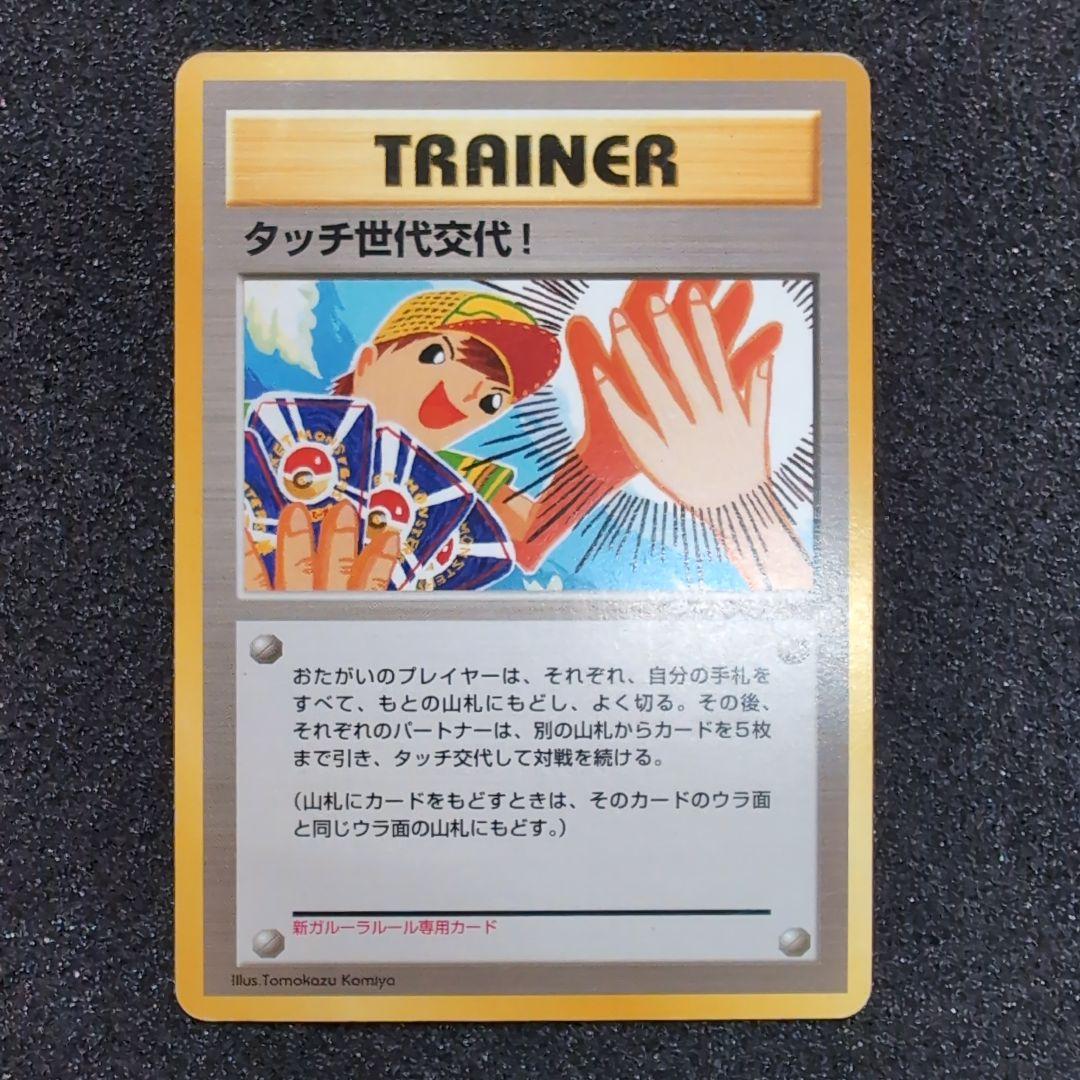 TRAINER
タッチ世代交代!
おたがいのプレイヤーは、それぞれ、自分の手札を
すべて、もとの山札にもどし、よく切る。その後、
それぞれのパートナーは、別の山札からカードを5枚
まで引き、タッチ交代して対戦を続ける。
(山札にカードをもどすときは、そのカードのウラ面
と同じウラ面の山札にもどす。)
新ガルーラルール専用カード
Illus.Tomokazu Komiya